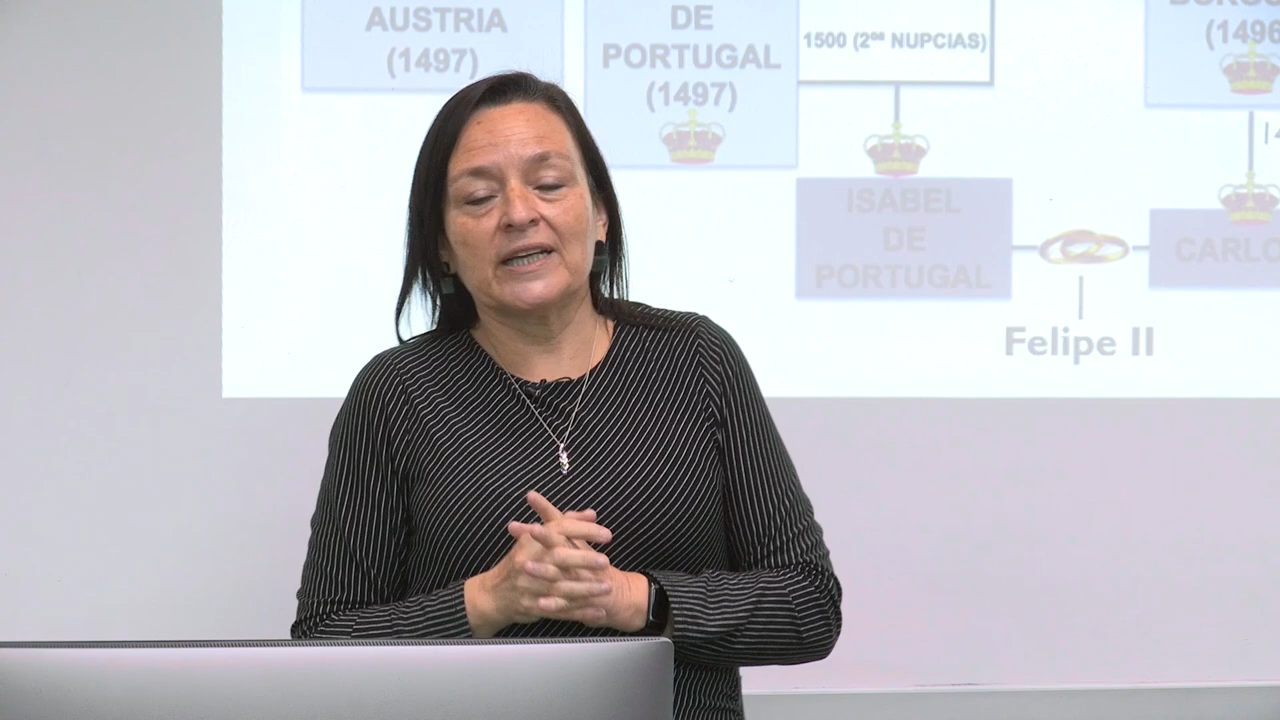 AUSTRIA
(1497)
DE
PORTUGAL
(1497)
1500 (2ªˢ NUPCIAS)
(1496
ISABEL
DE
PORTUGAL
CARLO
Felipe II